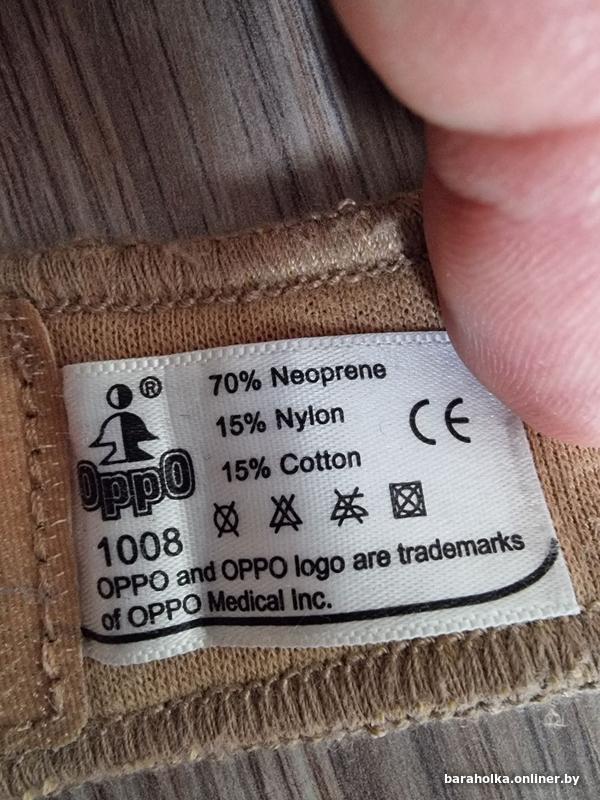 70% Neoprene
15% Nylon
15% Cotton
CE
®
OppO
1008
OPPO and OPPO logo are trademarks
of OPPO Medical Inc.
baraholka.onliner.by